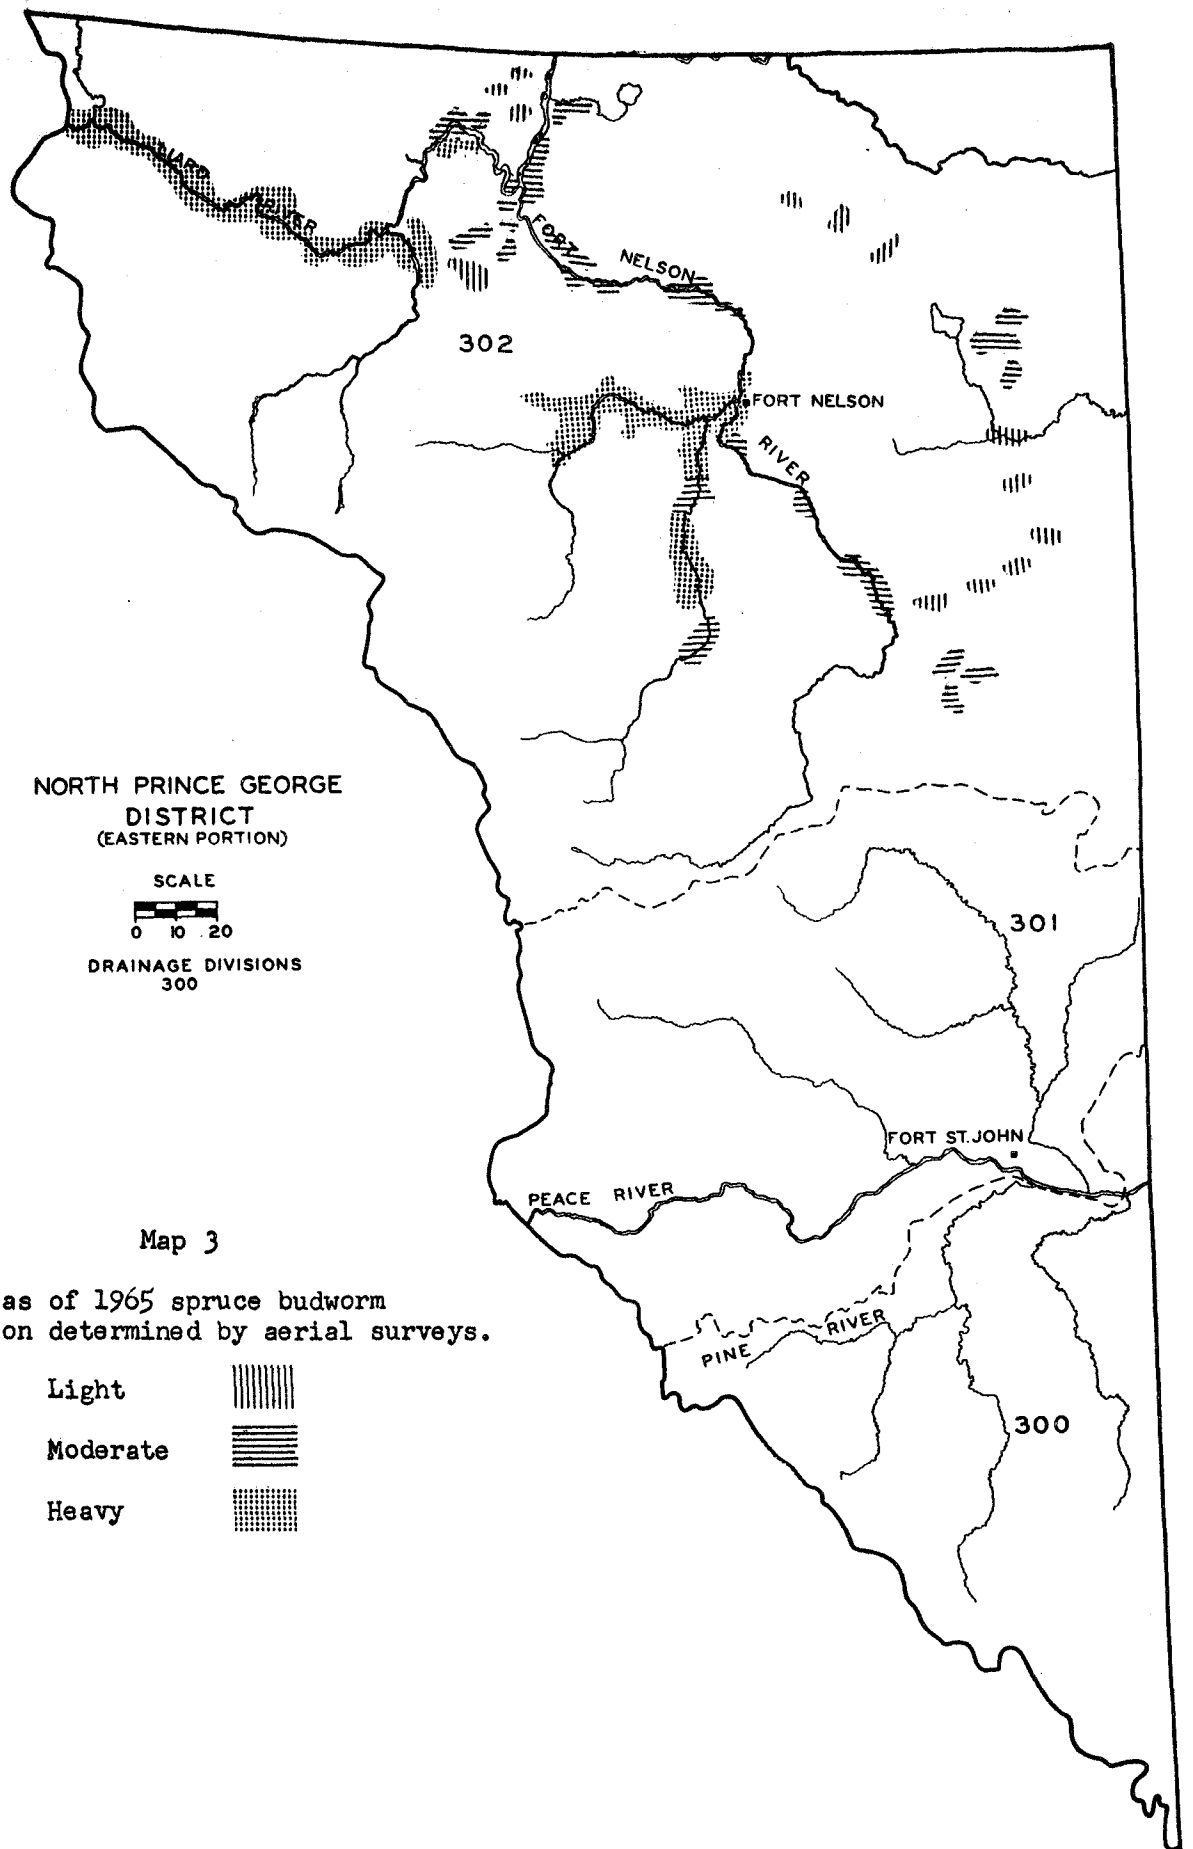 LIARD
RIVER
FORT
NELSON
302
FORT NELSON
RIVER
NORTH PRINCE GEORGE
DISTRICT
(EASTERN PORTION)
SCALE
0 10 20
DRAINAGE DIVISIONS
300
301
FORT ST. JOHN
PEACE RIVER
Map 3
as of 1965 spruce budworm
on determined by aerial surveys.
PINE RIVER
Light
Moderate
300
Heavy